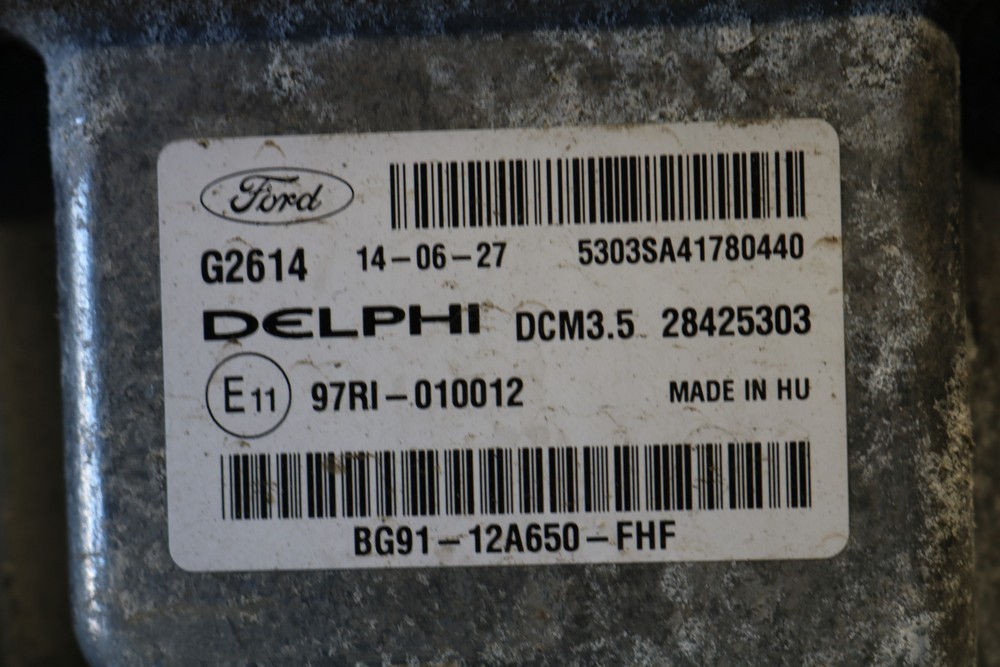 Ford
G2614 14-06-27 5303SA41780440
DELPHI DCM3.5 28425303
E11 97RI-010012 MADE IN HU
BG91-12A650-FHF